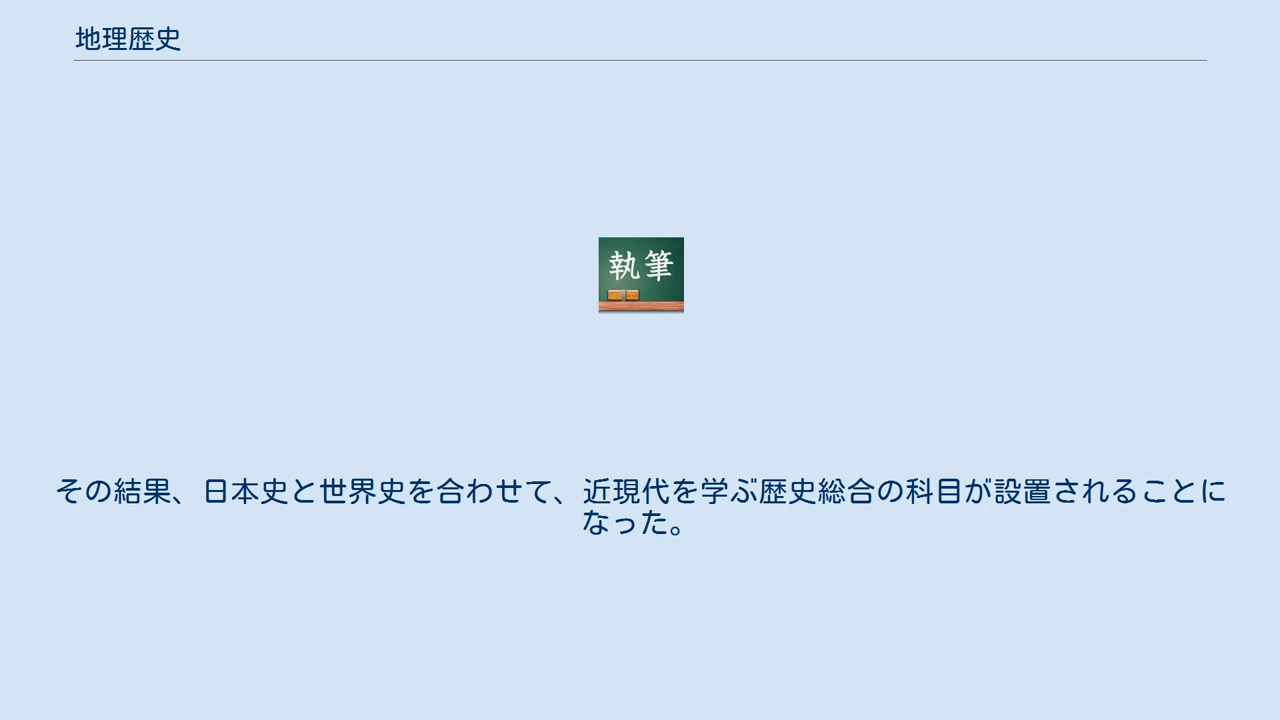 地理歴史
執筆
その結果、日本史と世界史を合わせて、近現代を学ぶ歴史総合の科目が設置されることに
なった。